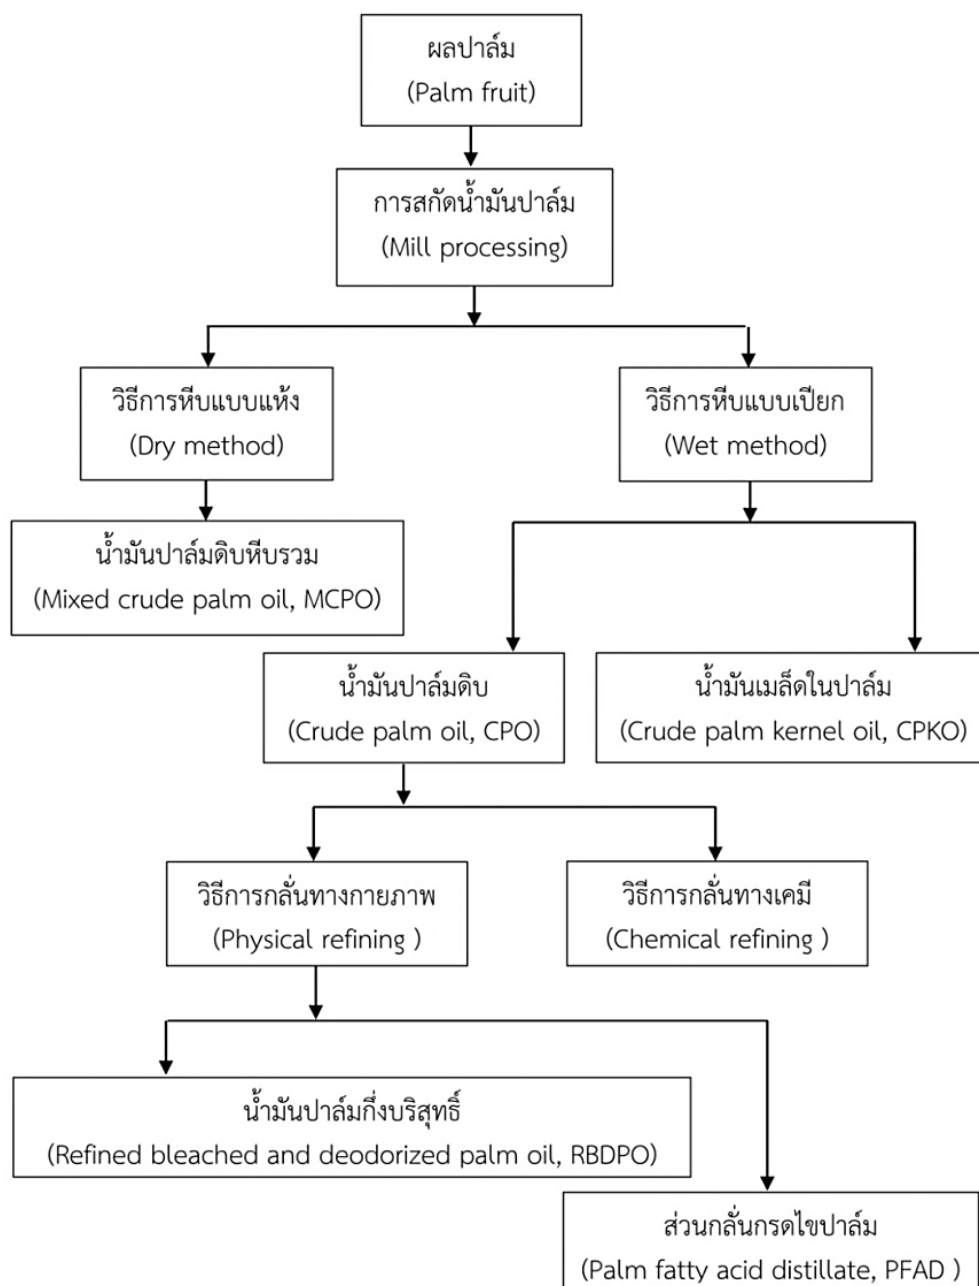 ผลปาล์ม
(Palm fruit)
การสกัดน้ำมันปาล์ม
(Mill processing)
วิธีการหีบแบบแห้ง
(Dry method)
วิธีการหีบแบบเปียก
(Wet method)
น้ำมันปาล์มดิบหีบรวม
(Mixed crude palm oil, MCPO)
น้ำมันปาล์มดิบ
(Crude palm oil, CPO)
น้ำมันเมล็ดในปาล์ม
(Crude palm kernel oil, CPKO)
วิธีการกลั่นทางกายภาพ
(Physical refining )
วิธีการกลั่นทางเคมี
(Chemical refining )
น้ำมันปาล์มกึ่งบริสุทธิ์
(Refined bleached and deodorized palm oil, RBDPO)
ส่วนกลั่นกรดไขปาล์ม
(Palm fatty acid distillate, PFAD )